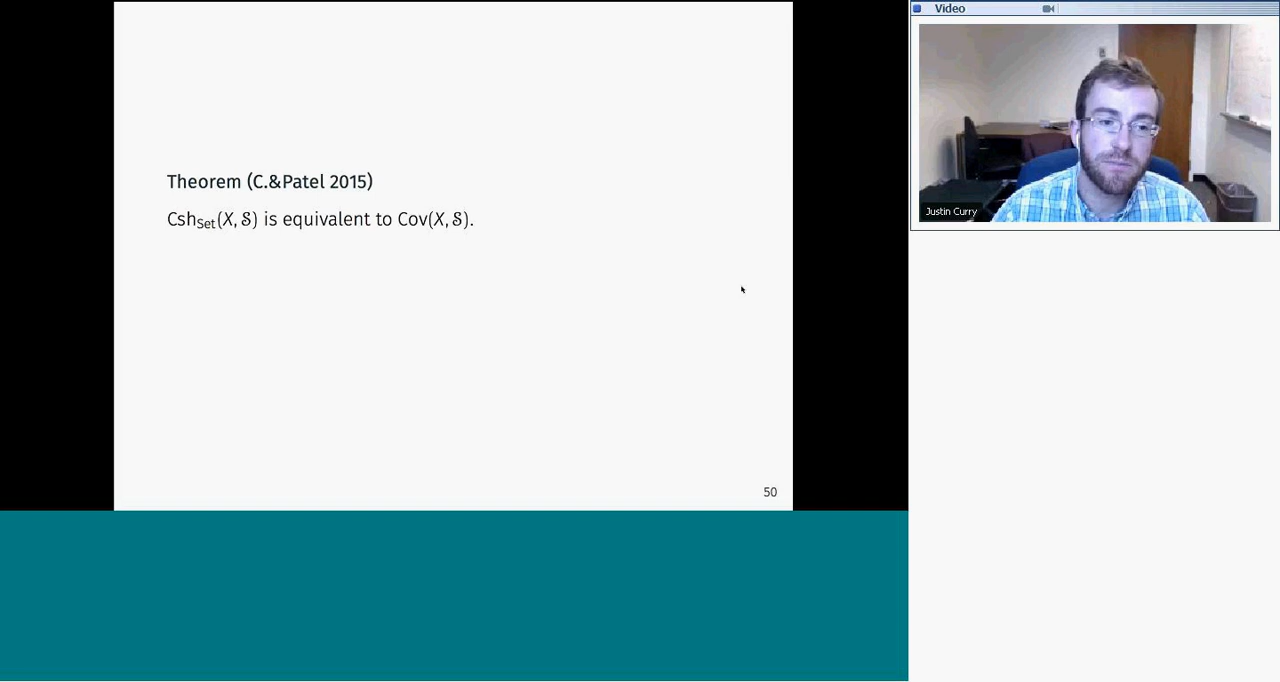 Video
Theorem (C.&Patel 2015)
Csh_Set(X, 𝒮) is equivalent to Cov(X, 𝒮).
Justin Curry
50